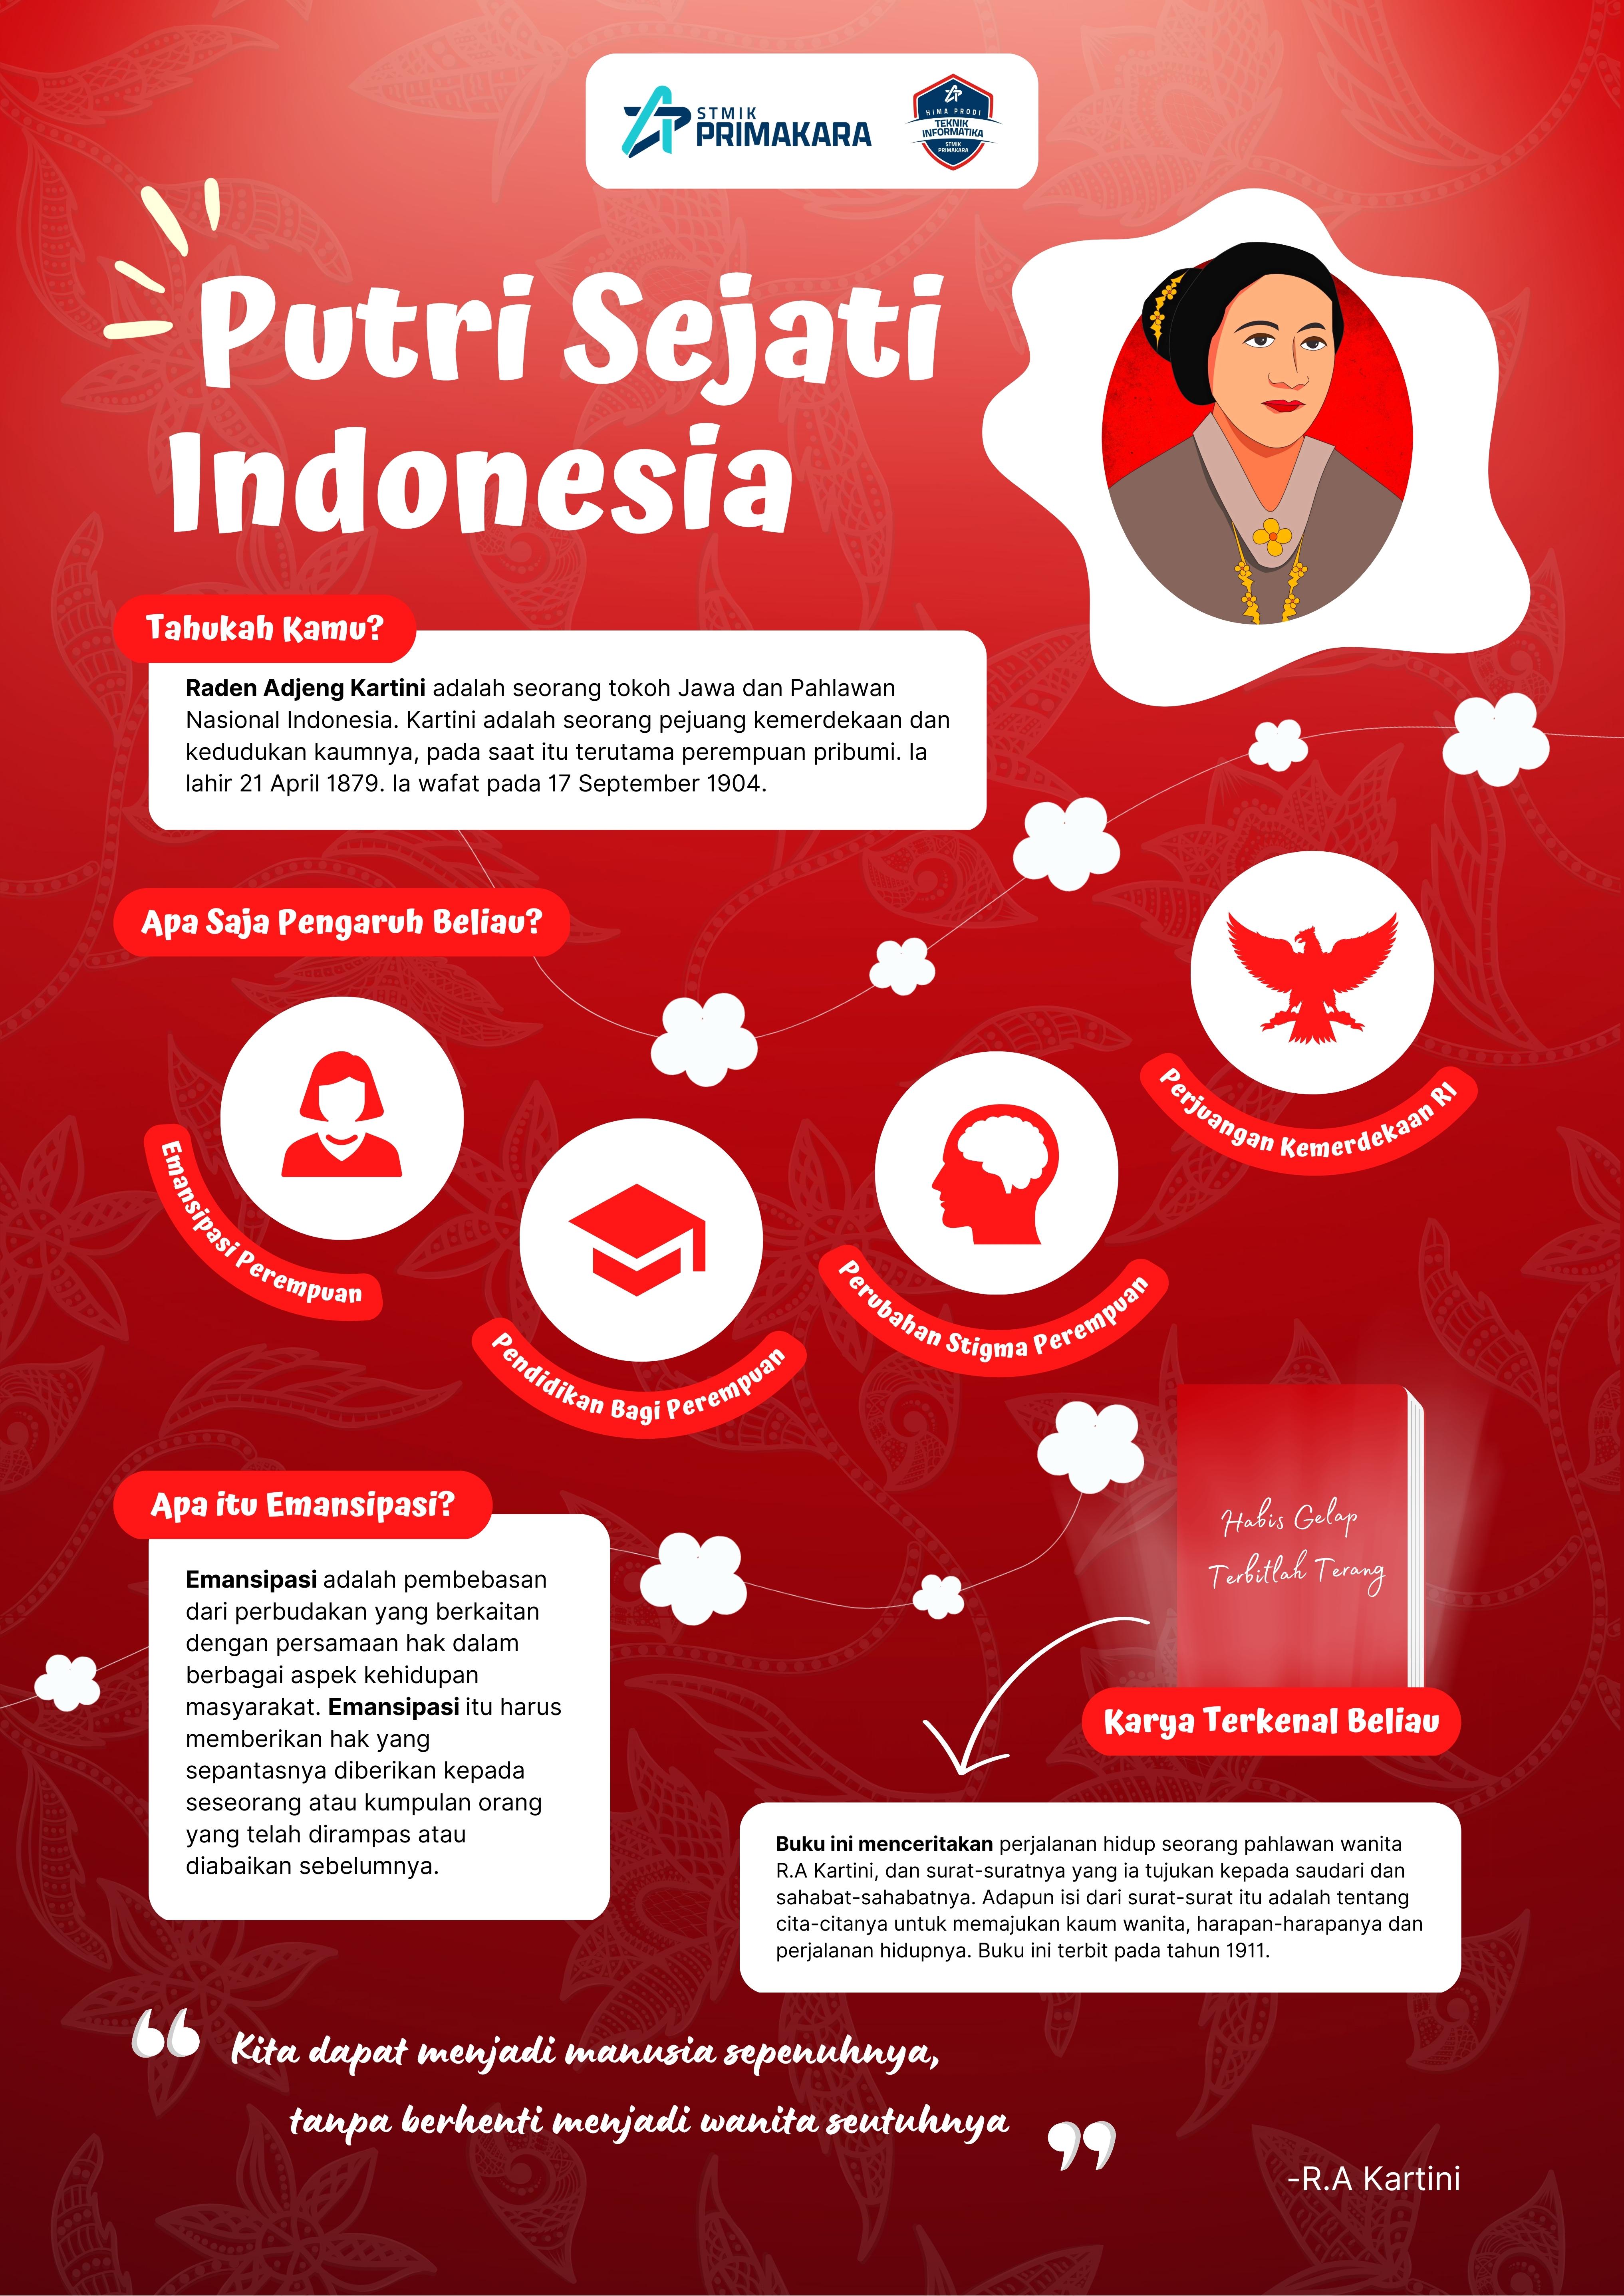 STMIK
PRIMAKARA
HIMA PRODI
TEKNIK
INFORMATIKA
STMIK
PRIMAKARA
Putri Sejati
Indonesia
Tahukah Kamu?
Raden Adjeng Kartini adalah seorang tokoh Jawa dan Pahlawan
Nasional Indonesia. Kartini adalah seorang pejuang kemerdekaan dan
kedudukan kaumnya, pada saat itu terutama perempuan pribumi. Ia
lahir 21 April 1879. Ia wafat pada 17 September 1904.
Apa Saja Pengaruh Beliau?
Emansipasi Perempuan
Pendidikan Bagi Perempuan
Perubahan Stigma Perempuan
Perjuangan Kemerdekaan RI
Apa itu Emansipasi?
Emansipasi adalah pembebasan
dari perbudakan yang berkaitan
dengan persamaan hak dalam
berbagai aspek kehidupan
masyarakat. Emansipasi itu harus
memberikan hak yang
sepantasnya diberikan kepada
seseorang atau kumpulan orang
yang telah dirampas atau
diabaikan sebelumnya.
Habis Gelap
Terbitlah Terang
Karya Terkenal Beliau
Buku ini menceritakan perjalanan hidup seorang pahlawan wanita
R.A Kartini, dan surat-suratnya yang ia tujukan kepada saudari dan
sahabat-sahabatnya. Adapun isi dari surat-surat itu adalah tentang
cita-citanya untuk memajukan kaum wanita, harapan-harapanya dan
perjalanan hidupnya. Buku ini terbit pada tahun 1911.
“Kita dapat menjadi manusia sepenuhnya,
tanpa berhenti menjadi wanita seutuhnya”
-R.A Kartini